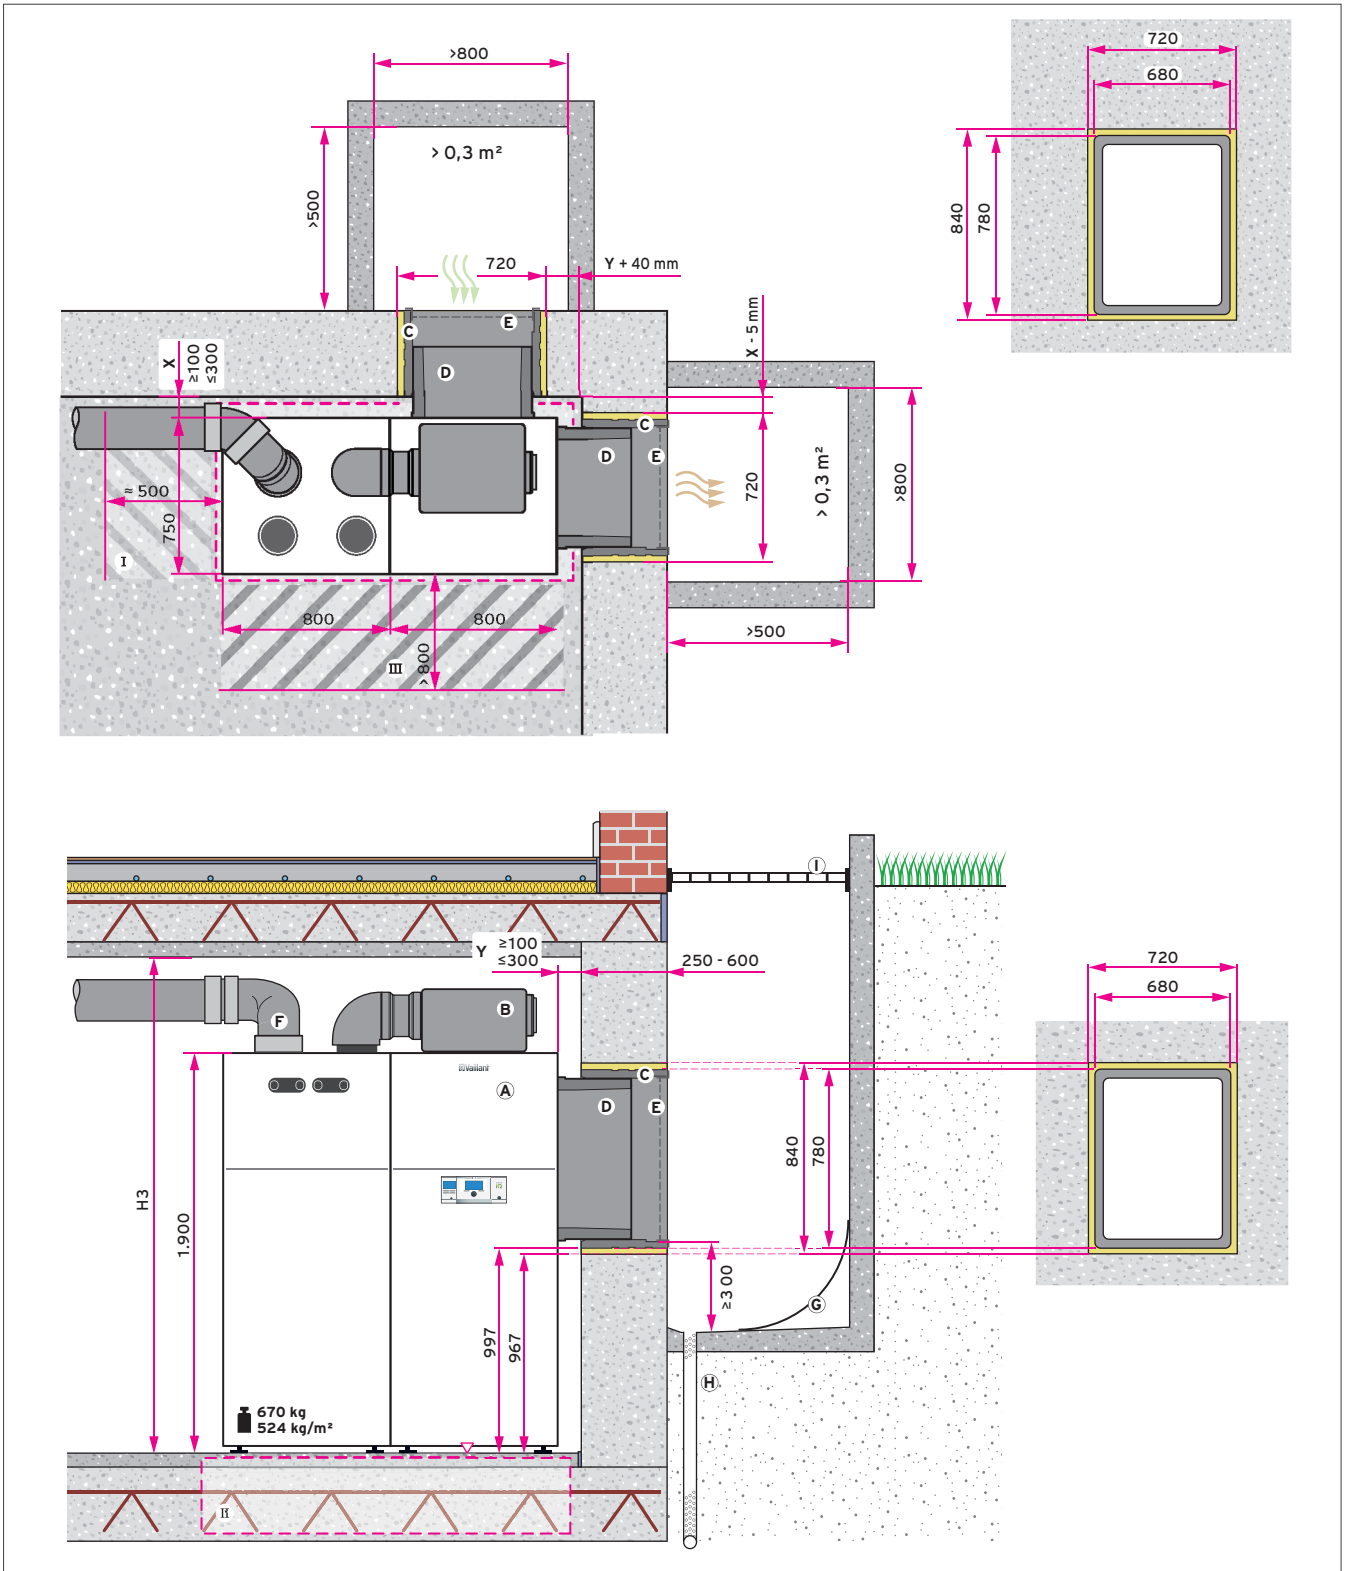 >800
> 0,3 m²
>500
720
Y + 40 mm
C
E
D
X
≥100
≤300
X - 5 mm
C
D
E
720
> 0,3 m²
>800
≈ 500
750
I
800
800
III
>800
>500
720
680
840
780
I
Y
≥100
≤300
250 - 600
F
B
Vaillant
A
C
D
E
H3
1.900
840
780
≥300
G
997
967
H
670 kg
524 kg/m²
II
720
680